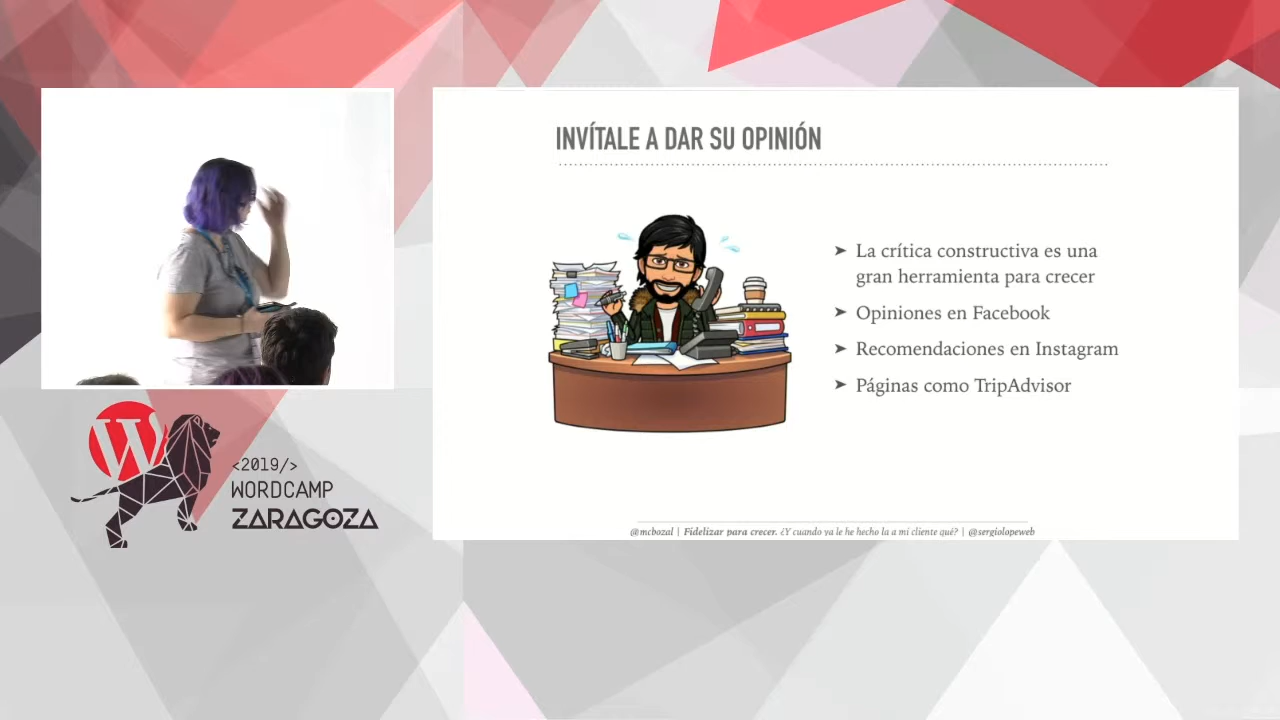 INVÍTALE A DAR SU OPINIÓN
➤ La crítica constructiva es una
gran herramienta para crecer
➤ Opiniones en Facebook
➤ Recomendaciones en Instagram
➤ Páginas como TripAdvisor
@mcbozal | Fidelizar para crecer. ¿Y cuando ya le he hecho la a mi cliente qué? | @sergiolopeweb
W
<2019/>
WORDCAMP
ZARAGOZA